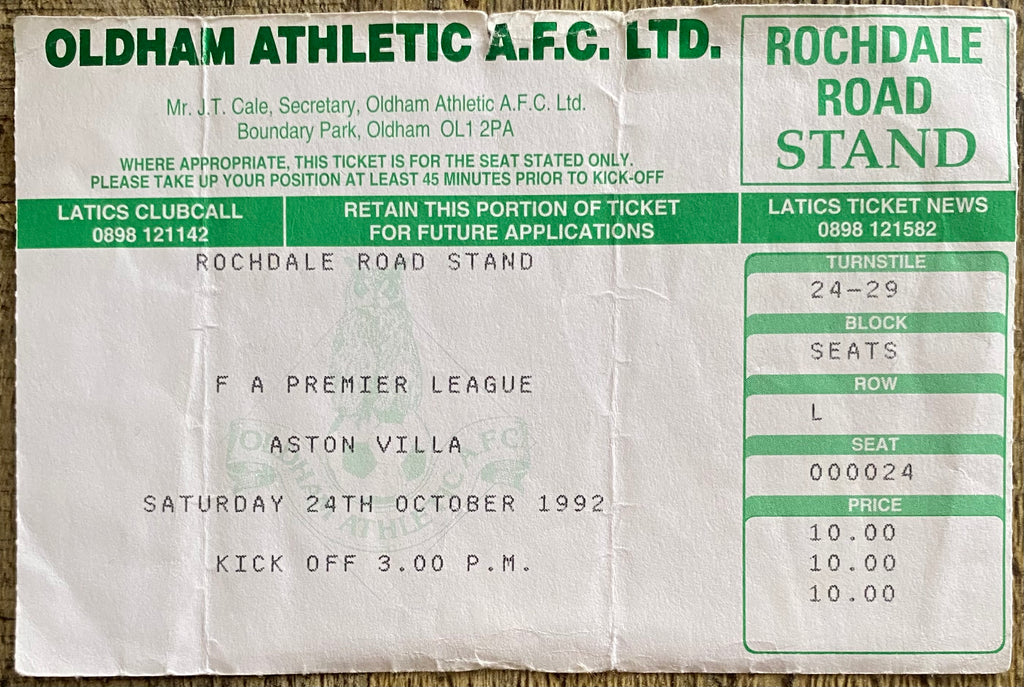 OLDHAM ATHLETIC A.F.C. LTD.
Mr. J.T. Cale, Secretary, Oldham Athletic A.F.C. Ltd.
Boundary Park, Oldham OL1 2PA
WHERE APPROPRIATE, THIS TICKET IS FOR THE SEAT STATED ONLY.
PLEASE TAKE UP YOUR POSITION AT LEAST 45 MINUTES PRIOR TO KICK-OFF
ROCHDALE
ROAD
STAND
LATICS CLUBCALL
0898 121142
RETAIN THIS PORTION OF TICKET
FOR FUTURE APPLICATIONS
LATICS TICKET NEWS
0898 121582
ROCHDALE ROAD STAND
F A PREMIER LEAGUE
ASTON VILLA
SATURDAY 24TH OCTOBER 1992
KICK OFF 3.00 P.M.
OLDHAM ATHLETIC A.F.C.
TURNSTILE
24-29
BLOCK
SEATS
ROW
L
SEAT
000024
PRICE
10.00
10.00
10.00